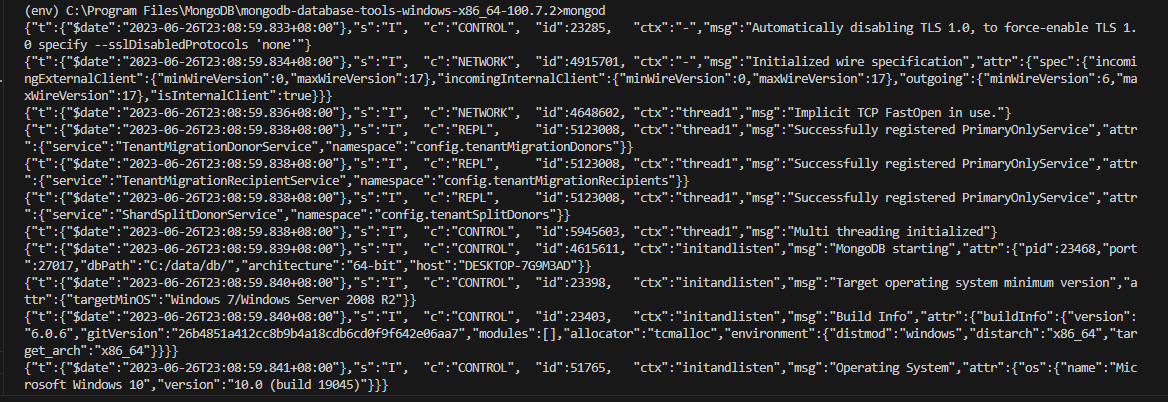 (env) C:\Program Files\MongoDB\mongodb-database-tools-windows-x86_64-100.7.2>mongod
{"t":{"$date":"2023-06-26T23:08:59.833+08:00"},"s":"I",  "c":"CONTROL",  "id":23285,   "ctx":"-","msg":"Automatically disabling TLS 1.0, to force-enable TLS 1.
0 specify --sslDisabledProtocols 'none'"}
{"t":{"$date":"2023-06-26T23:08:59.834+08:00"},"s":"I",  "c":"NETWORK",  "id":4915701, "ctx":"-","msg":"Initialized wire specification","attr":{"spec":{"incomi
ngExternalClient":{"minWireVersion":0,"maxWireVersion":17},"incomingInternalClient":{"minWireVersion":0,"maxWireVersion":17},"outgoing":{"minWireVersion":6,"ma
xWireVersion":17},"isInternalClient":true}}}
{"t":{"$date":"2023-06-26T23:08:59.836+08:00"},"s":"I",  "c":"NETWORK",  "id":4648602, "ctx":"thread1","msg":"Implicit TCP FastOpen in use."}
{"t":{"$date":"2023-06-26T23:08:59.838+08:00"},"s":"I",  "c":"REPL",     "id":5123008, "ctx":"thread1","msg":"Successfully registered PrimaryOnlyService","attr
":{"service":"TenantMigrationDonorService","namespace":"config.tenantMigrationDonors"}}
{"t":{"$date":"2023-06-26T23:08:59.838+08:00"},"s":"I",  "c":"REPL",     "id":5123008, "ctx":"thread1","msg":"Successfully registered PrimaryOnlyService","attr
":{"service":"TenantMigrationRecipientService","namespace":"config.tenantMigrationRecipients"}}
{"t":{"$date":"2023-06-26T23:08:59.838+08:00"},"s":"I",  "c":"REPL",     "id":5123008, "ctx":"thread1","msg":"Successfully registered PrimaryOnlyService","attr
":{"service":"ShardSplitDonorService","namespace":"config.tenantSplitDonors"}}
{"t":{"$date":"2023-06-26T23:08:59.838+08:00"},"s":"I",  "c":"CONTROL",  "id":5945603, "ctx":"thread1","msg":"Multi threading initialized"}
{"t":{"$date":"2023-06-26T23:08:59.839+08:00"},"s":"I",  "c":"CONTROL",  "id":4615611, "ctx":"initandlisten","msg":"MongoDB starting","attr":{"pid":23468,"port
":27017,"dbPath":"C:/data/db/","architecture":"64-bit","host":"DESKTOP-7G9M3AD"}}
{"t":{"$date":"2023-06-26T23:08:59.840+08:00"},"s":"I",  "c":"CONTROL",  "id":23398,   "ctx":"initandlisten","msg":"Target operating system minimum version","a
ttr":{"targetMinOS":"Windows 7/Windows Server 2008 R2"}}
{"t":{"$date":"2023-06-26T23:08:59.840+08:00"},"s":"I",  "c":"CONTROL",  "id":23403,   "ctx":"initandlisten","msg":"Build Info","attr":{"buildInfo":{"version":
"6.0.6","gitVersion":"26b4851a412cc8b9b4a18cdb6cd0f9f642e06aa7","modules":[],"allocator":"tcmalloc","environment":{"distmod":"windows","distarch":"x86_64","tar
get_arch":"x86_64"}}}}
{"t":{"$date":"2023-06-26T23:08:59.841+08:00"},"s":"I",  "c":"CONTROL",  "id":51765,   "ctx":"initandlisten","msg":"Operating System","attr":{"os":{"name":"Mic
rosoft Windows 10","version":"10.0 (build 19045)"}}}